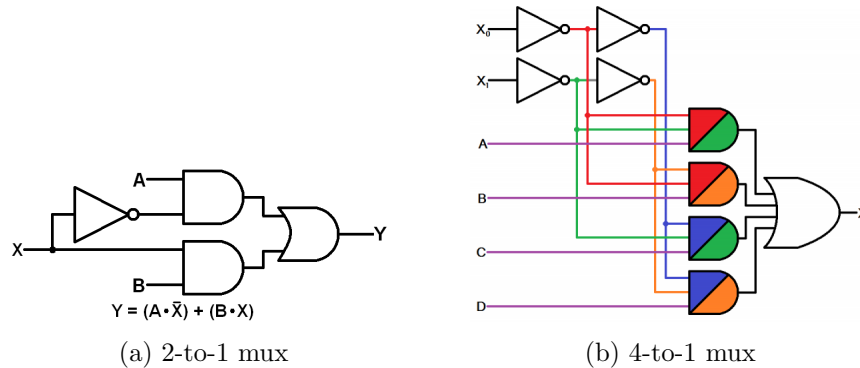 X₀
X₁
A
B
C
D
A
X
Y
B
Y = (A•X̄) + (B•X)
(a) 2-to-1 mux
(b) 4-to-1 mux